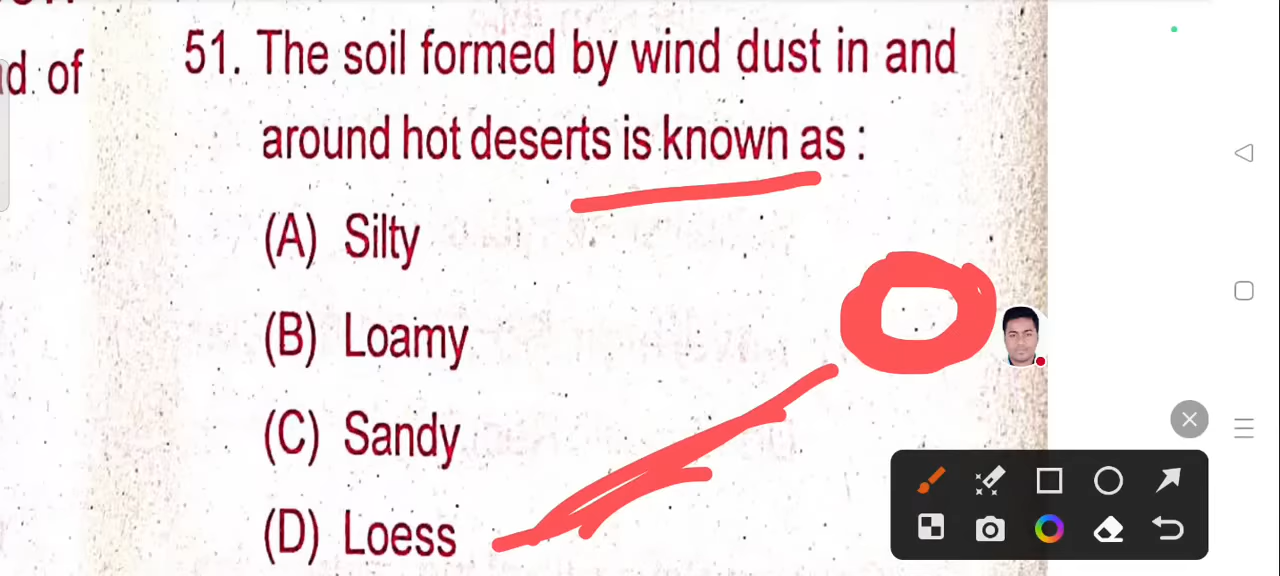 d of
51. The soil formed by wind dust in and
around hot deserts is known as :
(A) Silty
(B) Loamy
(C) Sandy
(D) Loess